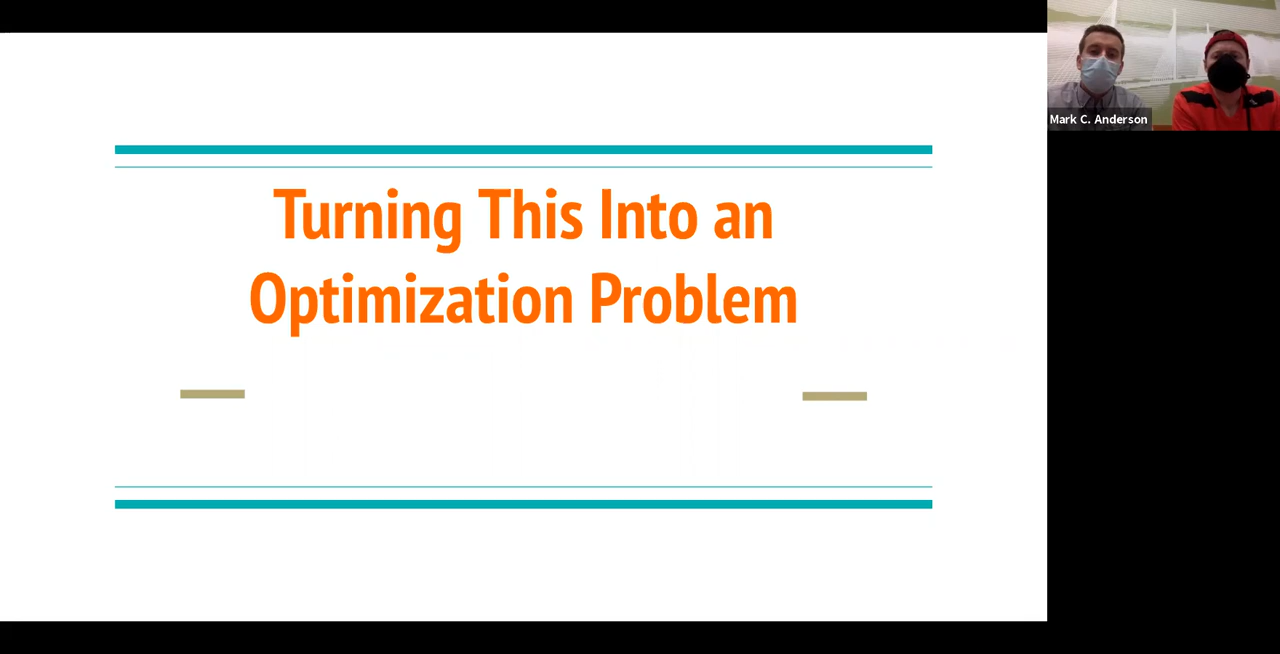 Turning This Into an
Optimization Problem
Mark C. Anderson